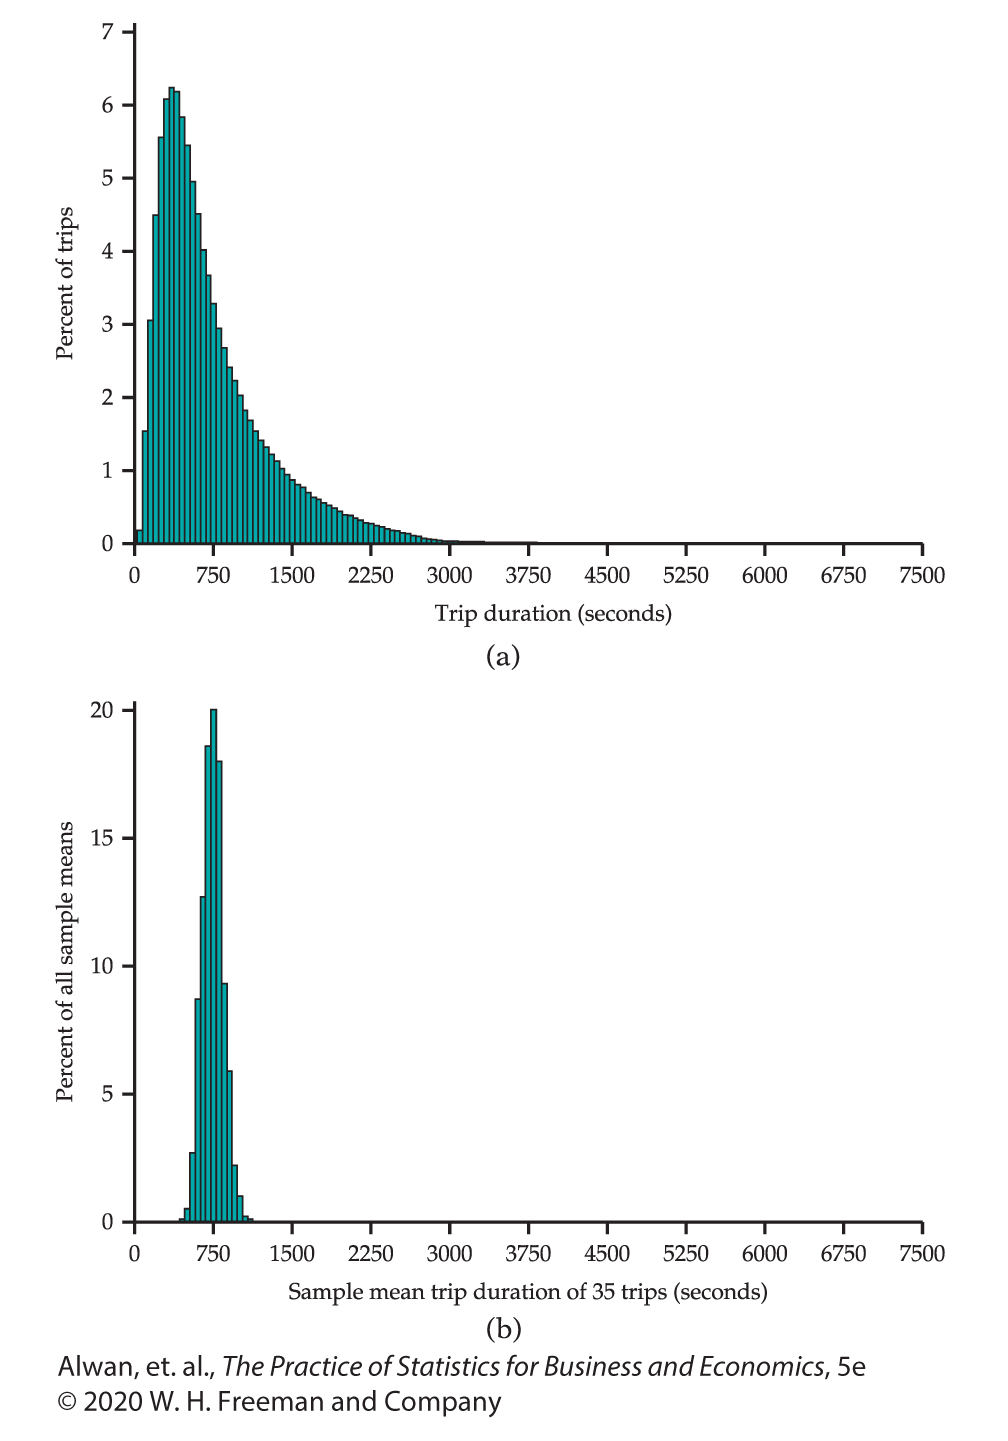 7
6
5
4
3
2
1
0
Percent of trips
0 750 1500 2250 3000 3750 4500 5250 6000 6750 7500
Trip duration (seconds)
(a)
20
15
10
5
0
Percent of all sample means
0 750 1500 2250 3000 3750 4500 5250 6000 6750 7500
Sample mean trip duration of 35 trips (seconds)
(b)
Alwan, et. al., The Practice of Statistics for Business and Economics, 5e
© 2020 W. H. Freeman and Company